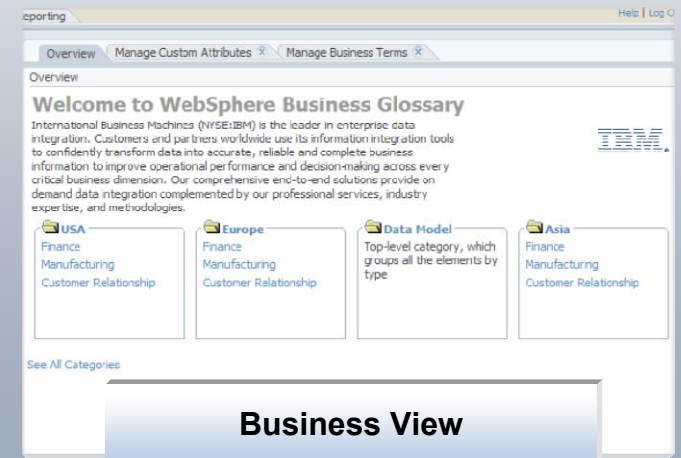 eporting
Help | Log O
Overview
Manage Custom Attributes
Manage Business Terms
Overview
Welcome to WebSphere Business Glossary
International Business Machines (NYSE:IBM) is the leader in enterprise data
integration. Customers and partners worldwide use its information integration tools
to confidently transform data into accurate, reliable and complete business
information to improve operational performance and decision-making across every
critical business dimension. Our comprehensive end-to-end solutions provide on
demand data integration complemented by our professional services, industry
expertise, and methodologies.
IBM
USA
Finance
Manufacturing
Customer Relationship
Europe
Finance
Manufacturing
Customer Relationship
Data Model
Top-level category, which
groups all the elements by
type
Asia
Finance
Manufacturing
Customer Relationship
See All Categories
Business View